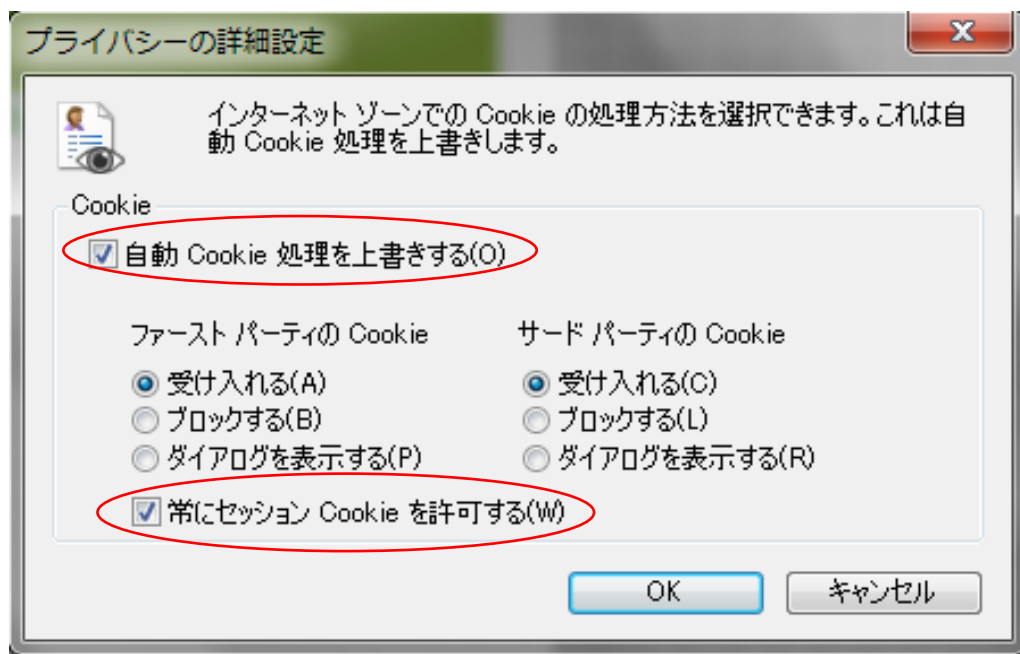 プライバシーの詳細設定
インターネット ゾーンでの Cookie の処理方法を選択できます。これは自
動 Cookie 処理を上書きします。
Cookie
自動 Cookie 処理を上書きする(O)
ファースト パーティの Cookie
サード パーティの Cookie
受け入れる(A)
受け入れる(C)
ブロックする(B)
ブロックする(L)
ダイアログを表示する(P)
ダイアログを表示する(R)
常にセッション Cookie を許可する(W)
OK
キャンセル